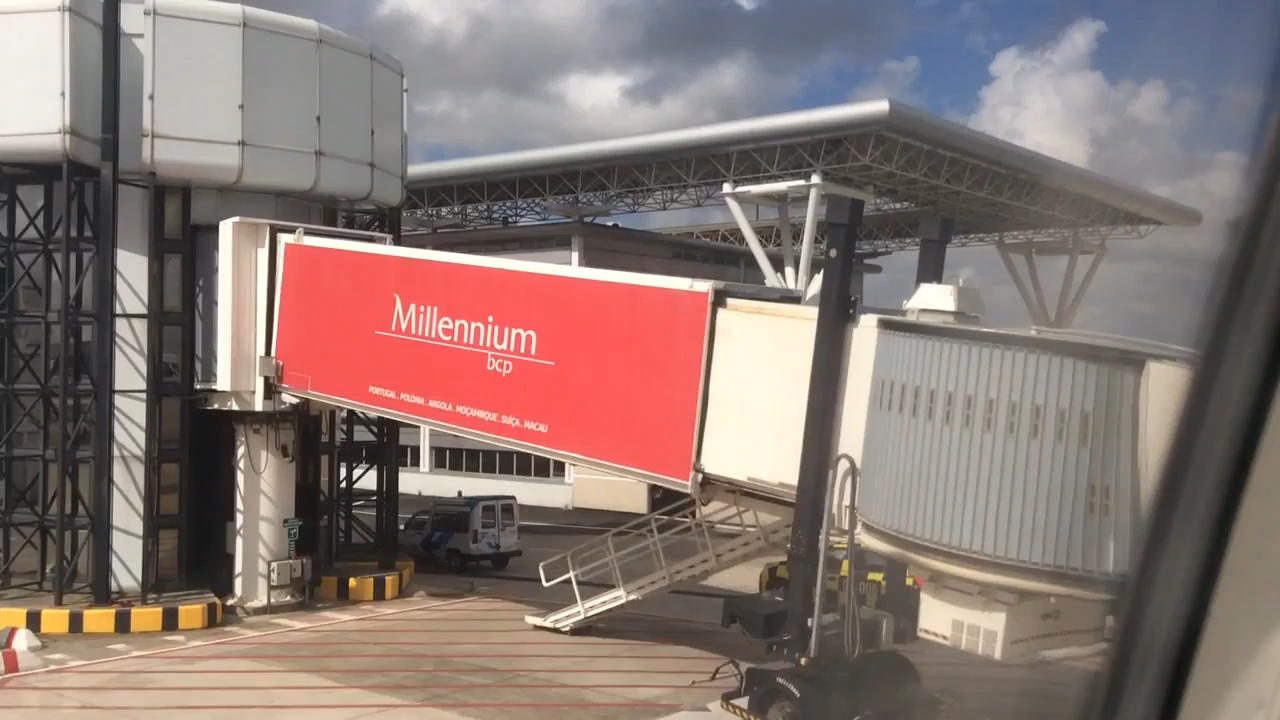 Millennium
bcp
PORTUGAL . POLÓNIA . ANGOLA . MOÇAMBIQUE . SUÍÇA . MACAU